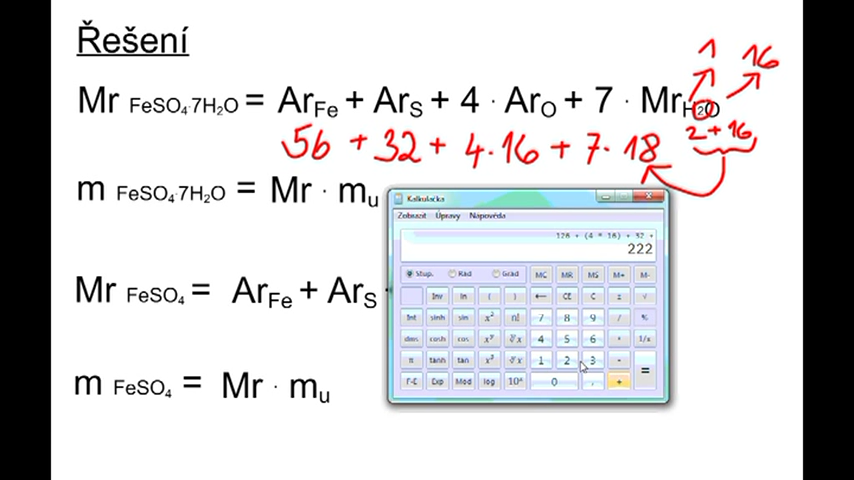 Řešení
1 16
Mr FeSO₄·7H₂O = ArFe + ArS + 4 · ArO + 7 · MrH₂O
56 + 32 + 4·16 + 7·18 2+16
m FeSO₄·7H₂O = Mr · mu
Kalkulačka
Zobrazit Úpravy Nápověda
126 + (4 * 16) + 32 +
222
Stup. Rad Grad MC MR MS M+ M-
Inv ln ( ) ← CE C ± √
Int sinh sin x² n! 7 8 9 / %
dms cosh cos xʸ ʸ√x 4 5 6 * 1/x
π tanh tan x³ ³√x 1 2 3 - =
F-E Exp Mod log 10ˣ 0 , +
Mr FeSO₄ = ArFe + ArS
m FeSO₄ = Mr · mu